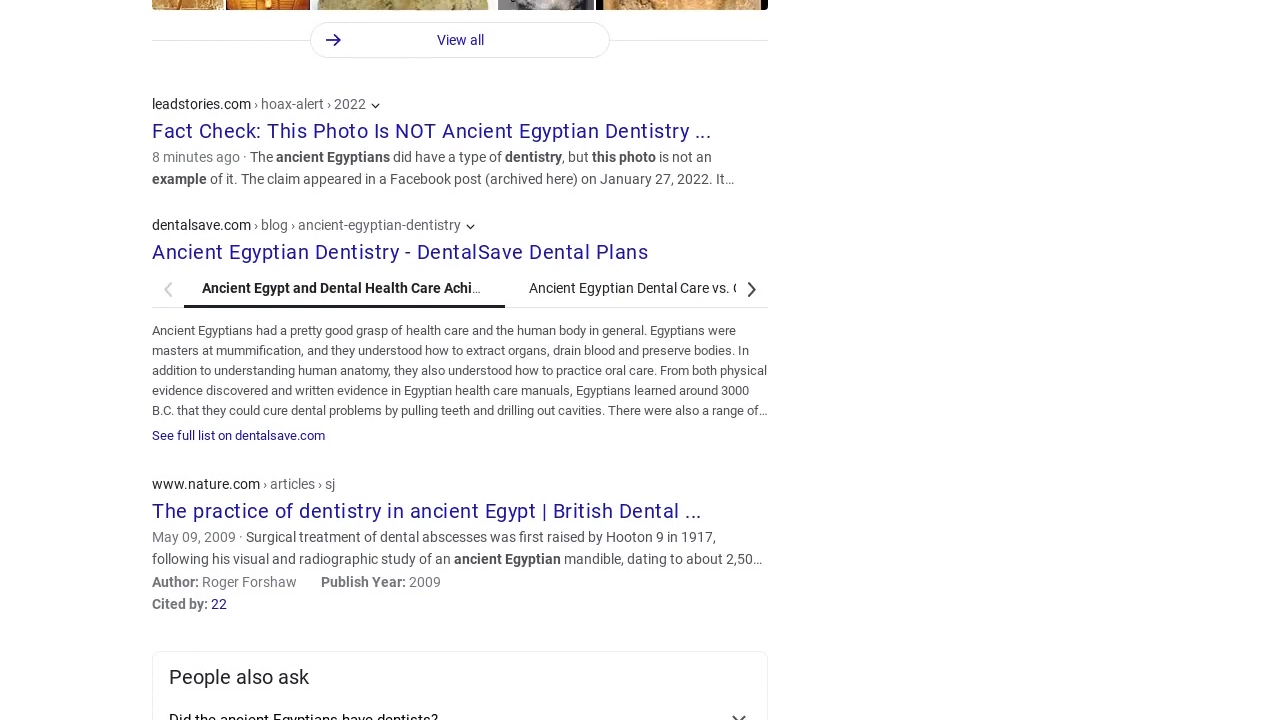 View all
leadstories.com › hoax-alert › 2022
Fact Check: This Photo Is NOT Ancient Egyptian Dentistry ...
8 minutes ago · The ancient Egyptians did have a type of dentistry, but this photo is not an
example of it. The claim appeared in a Facebook post (archived here) on January 27, 2022. It…
dentalsave.com › blog › ancient-egyptian-dentistry
Ancient Egyptian Dentistry - DentalSave Dental Plans
Ancient Egypt and Dental Health Care Achi… Ancient Egyptian Dental Care vs.
Ancient Egyptians had a pretty good grasp of health care and the human body in general. Egyptians were
masters at mummification, and they understood how to extract organs, drain blood and preserve bodies. In
addition to understanding human anatomy, they also understood how to practice oral care. From both physical
evidence discovered and written evidence in Egyptian health care manuals, Egyptians learned around 3000
B.C. that they could cure dental problems by pulling teeth and drilling out cavities. There were also a range of…
See full list on dentalsave.com
www.nature.com › articles › sj
The practice of dentistry in ancient Egypt | British Dental ...
May 09, 2009 · Surgical treatment of dental abscesses was first raised by Hooton 9 in 1917,
following his visual and radiographic study of an ancient Egyptian mandible, dating to about 2,50…
Author: Roger Forshaw Publish Year: 2009
Cited by: 22
People also ask
Did the ancient Egyptians have dentists?